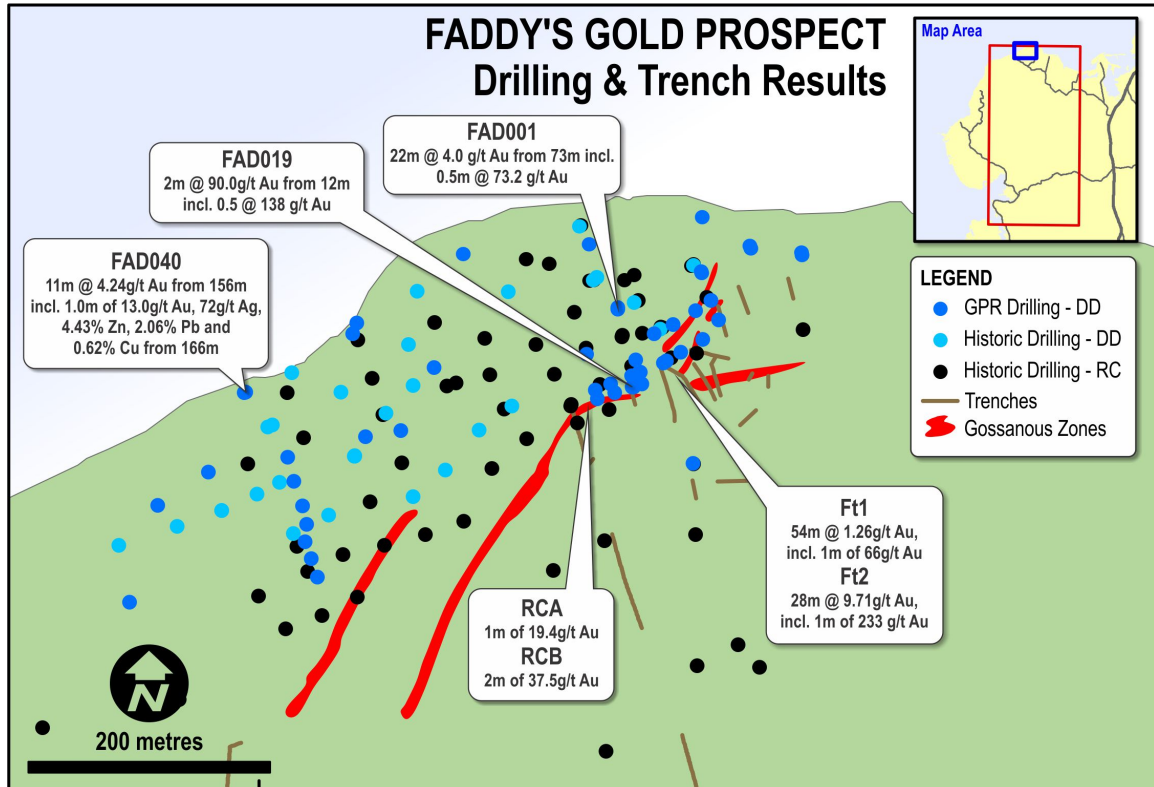 FADDY'S GOLD PROSPECT
Drilling & Trench Results
Map Area
FAD001
22m @ 4.0 g/t Au from 73m incl.
0.5m @ 73.2 g/t Au
FAD019
2m @ 90.0g/t Au from 12m
incl. 0.5 @ 138 g/t Au
FAD040
11m @ 4.24g/t Au from 156m
incl. 1.0m of 13.0g/t Au, 72g/t Ag,
4.43% Zn, 2.06% Pb and
0.62% Cu from 166m
LEGEND
GPR Drilling - DD
Historic Drilling - DD
Historic Drilling - RC
Trenches
Gossanous Zones
Ft1
54m @ 1.26g/t Au,
incl. 1m of 66g/t Au
Ft2
28m @ 9.71g/t Au,
incl. 1m of 233 g/t Au
RCA
1m of 19.4g/t Au
RCB
2m of 37.5g/t Au
N
200 metres